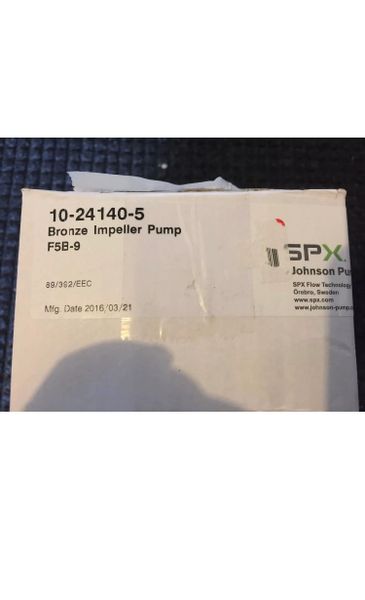 10-24140-5
Bronze Impeller Pump
F5B-9
89/392/EEC
Mfg. Date 2016/03/21
SPX
Johnson Pu
SPX Flow Technology
Örebro, Sweden
www.spx.com
www.johnson-pump.